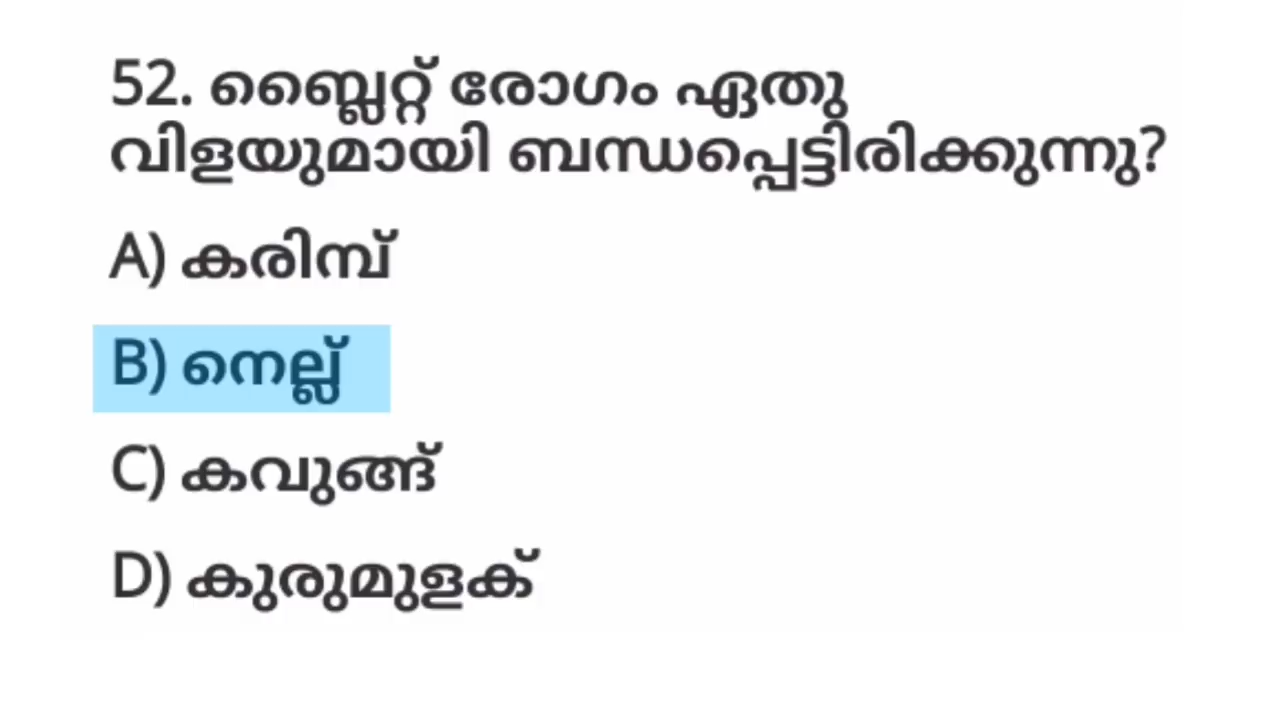 52. ബ്ലൈറ്റ് രോഗം ഏതു
വിളയുമായി ബന്ധപ്പെട്ടിരിക്കുന്നു?
A) കരിമ്പ്
B) നെല്ല്
C) കവുങ്ങ്
D) കുരുമുളക്